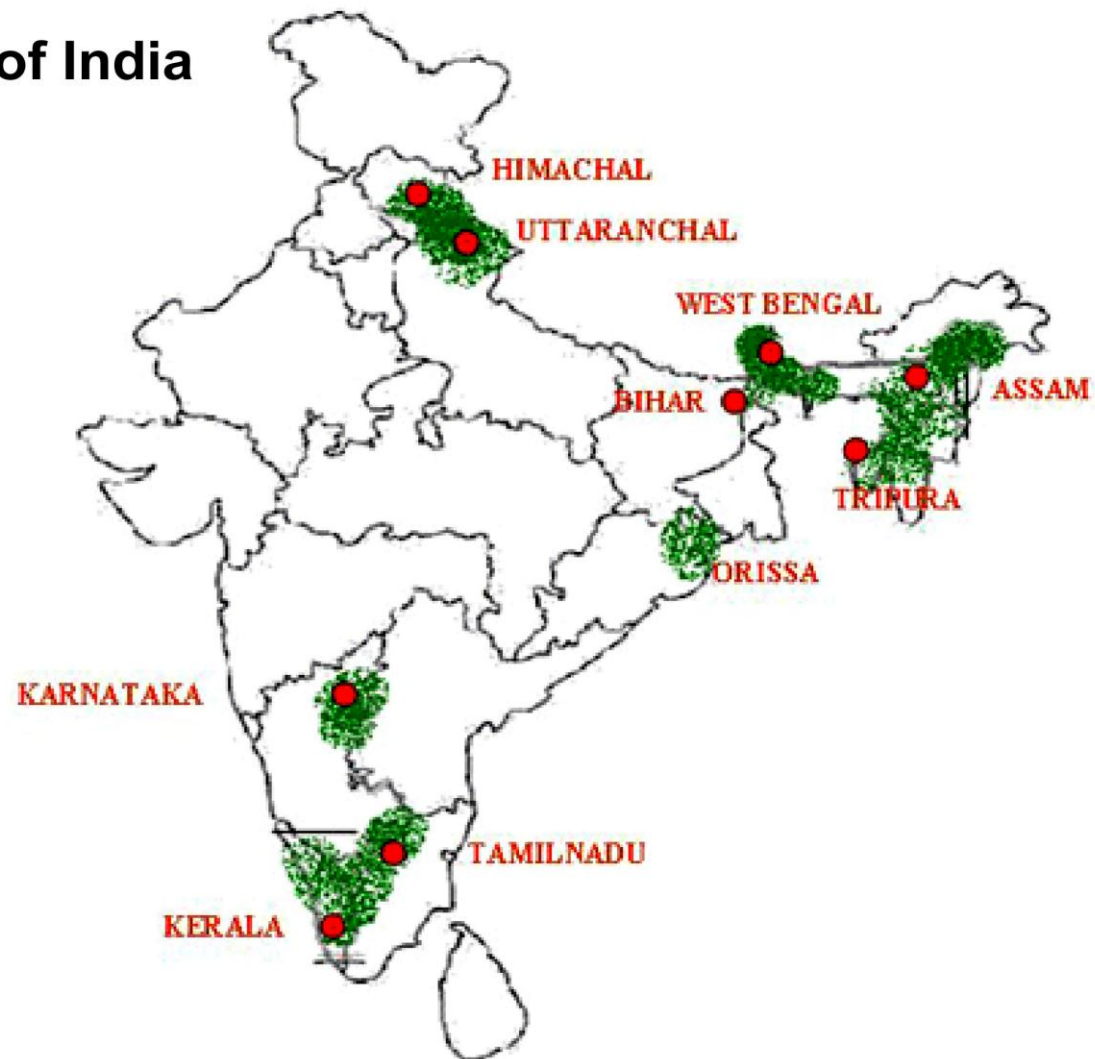 of India
HIMACHAL
UTTARANCHAL
WEST BENGAL
BIHAR
ASSAM
TRIPURA
ORISSA
KARNATAKA
TAMILNADU
KERALA